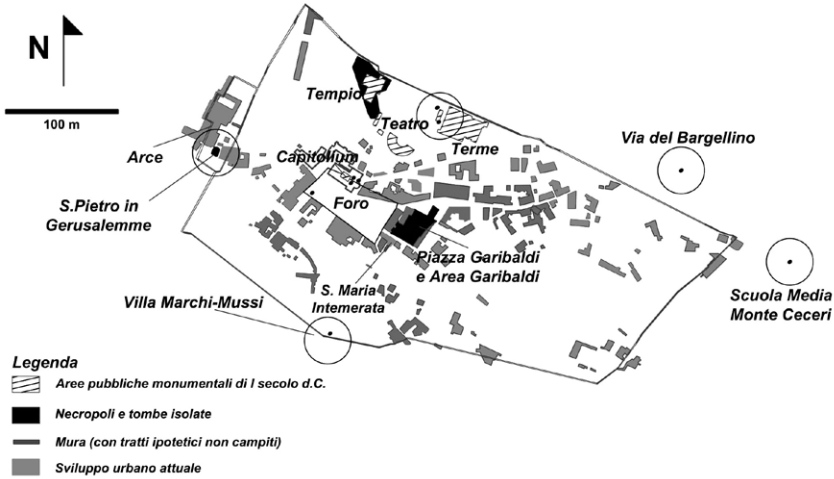 N
100 m
Tempio
Teatro
Terme
Via del Bargellino
Arce
Capitolium
S.Pietro in
Gerusalemme
Foro
Piazza Garibaldi
e Area Garibaldi
S. Maria
Intemerata
Villa Marchi-Mussi
Scuola Media
Monte Ceceri
Legenda
Aree pubbliche monumentali di I secolo d.C.
Necropoli e tombe isolate
Mura (con tratti ipotetici non campiti)
Sviluppo urbano attuale